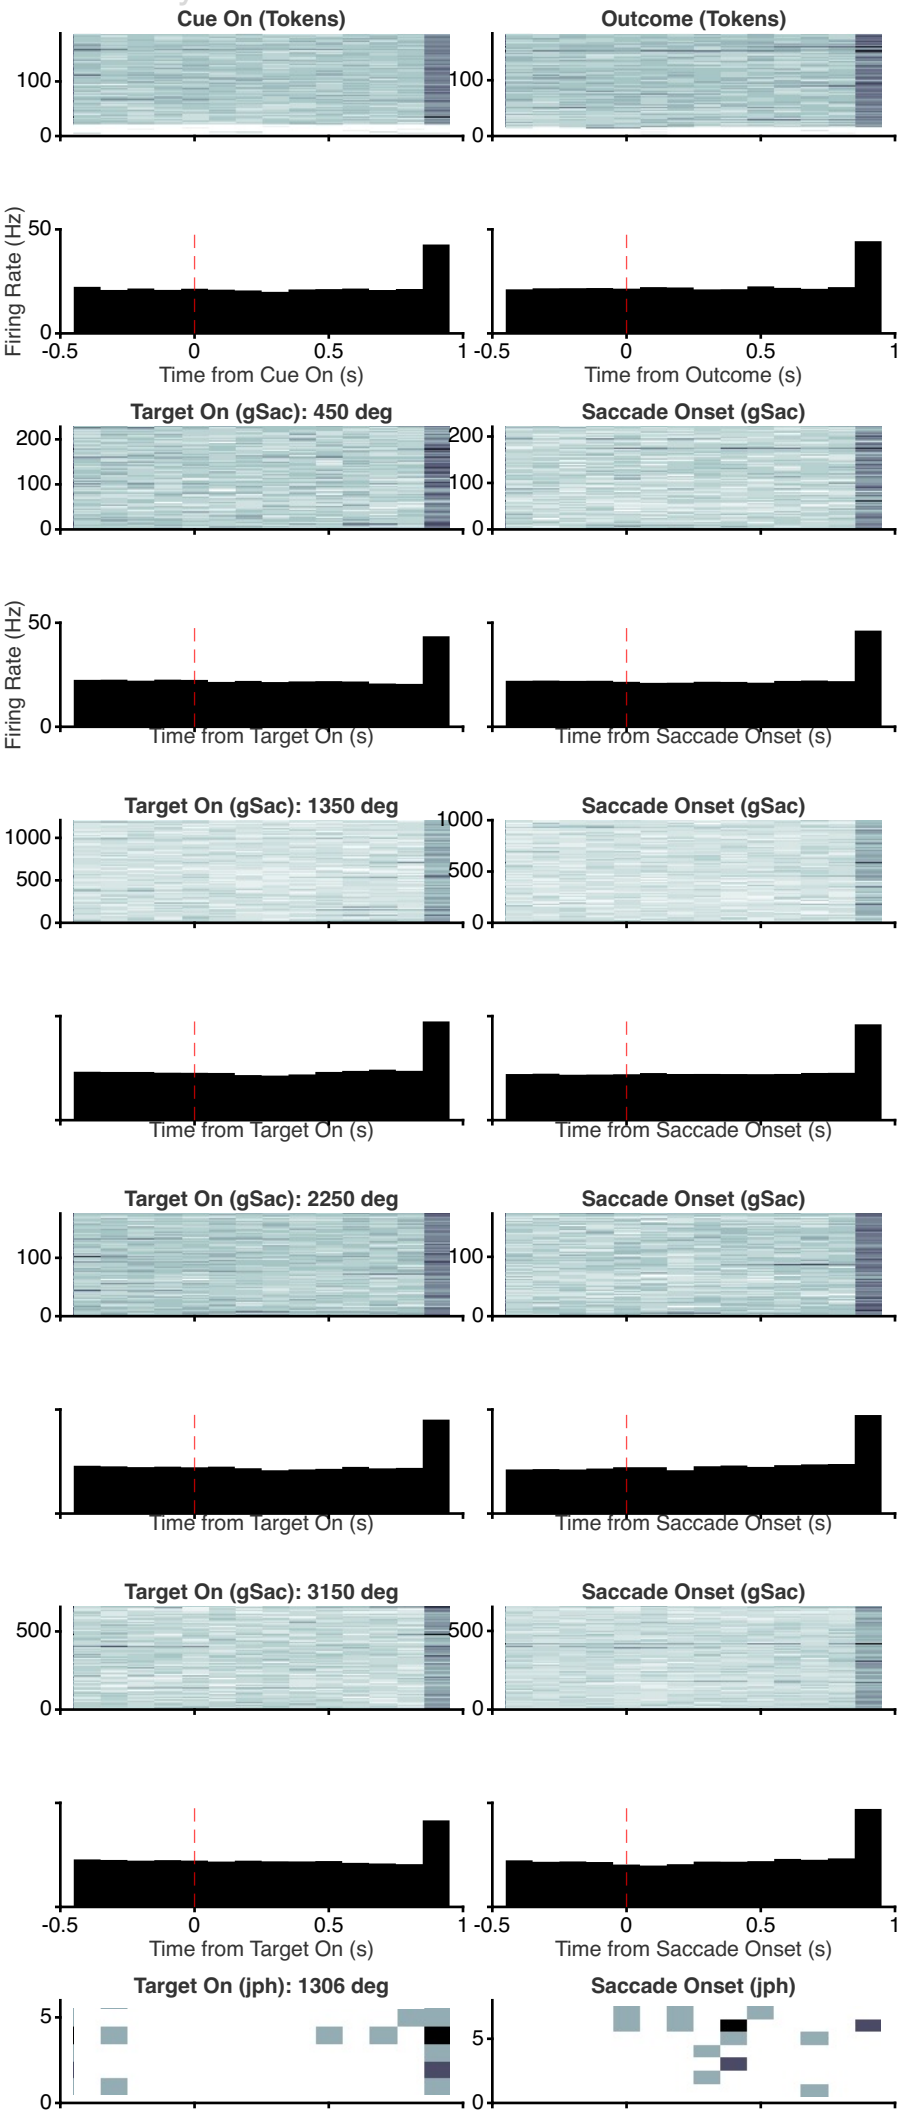 Cue On (Tokens) Outcome (Tokens)
100 100
0 0
Firing Rate (Hz)
50
0
-0.5 0 0.5 1 -0.5 0 0.5 1
Time from Cue On (s) Time from Outcome (s)
Target On (gSac): 450 deg Saccade Onset (gSac)
200 200
100 100
0 0
Firing Rate (Hz)
50
0
Time from Target On (s) Time from Saccade Onset (s)
Target On (gSac): 1350 deg Saccade Onset (gSac)
1000 1000
500 500
0 0
Time from Target On (s) Time from Saccade Onset (s)
Target On (gSac): 2250 deg Saccade Onset (gSac)
100 100
0 0
Time from Target On (s) Time from Saccade Onset (s)
Target On (gSac): 3150 deg Saccade Onset (gSac)
500 500
0 0
-0.5 0 0.5 1 -0.5 0 0.5 1
Time from Target On (s) Time from Saccade Onset (s)
Target On (jph): 1306 deg Saccade Onset (jph)
5 5
0 0